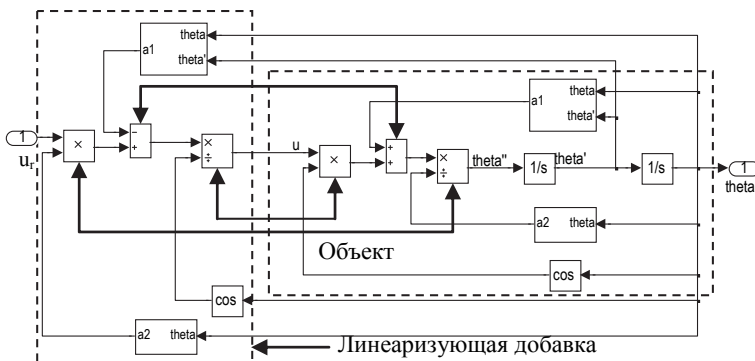 theta
a1
theta'
theta
a1
theta'
1
u_r
×
−
+
×
÷
u
×
+
+
×
÷
theta"
1/s
theta'
1/s
1
theta
a2
theta
Объект
cos
cos
a2
theta
Линеаризующая добавка